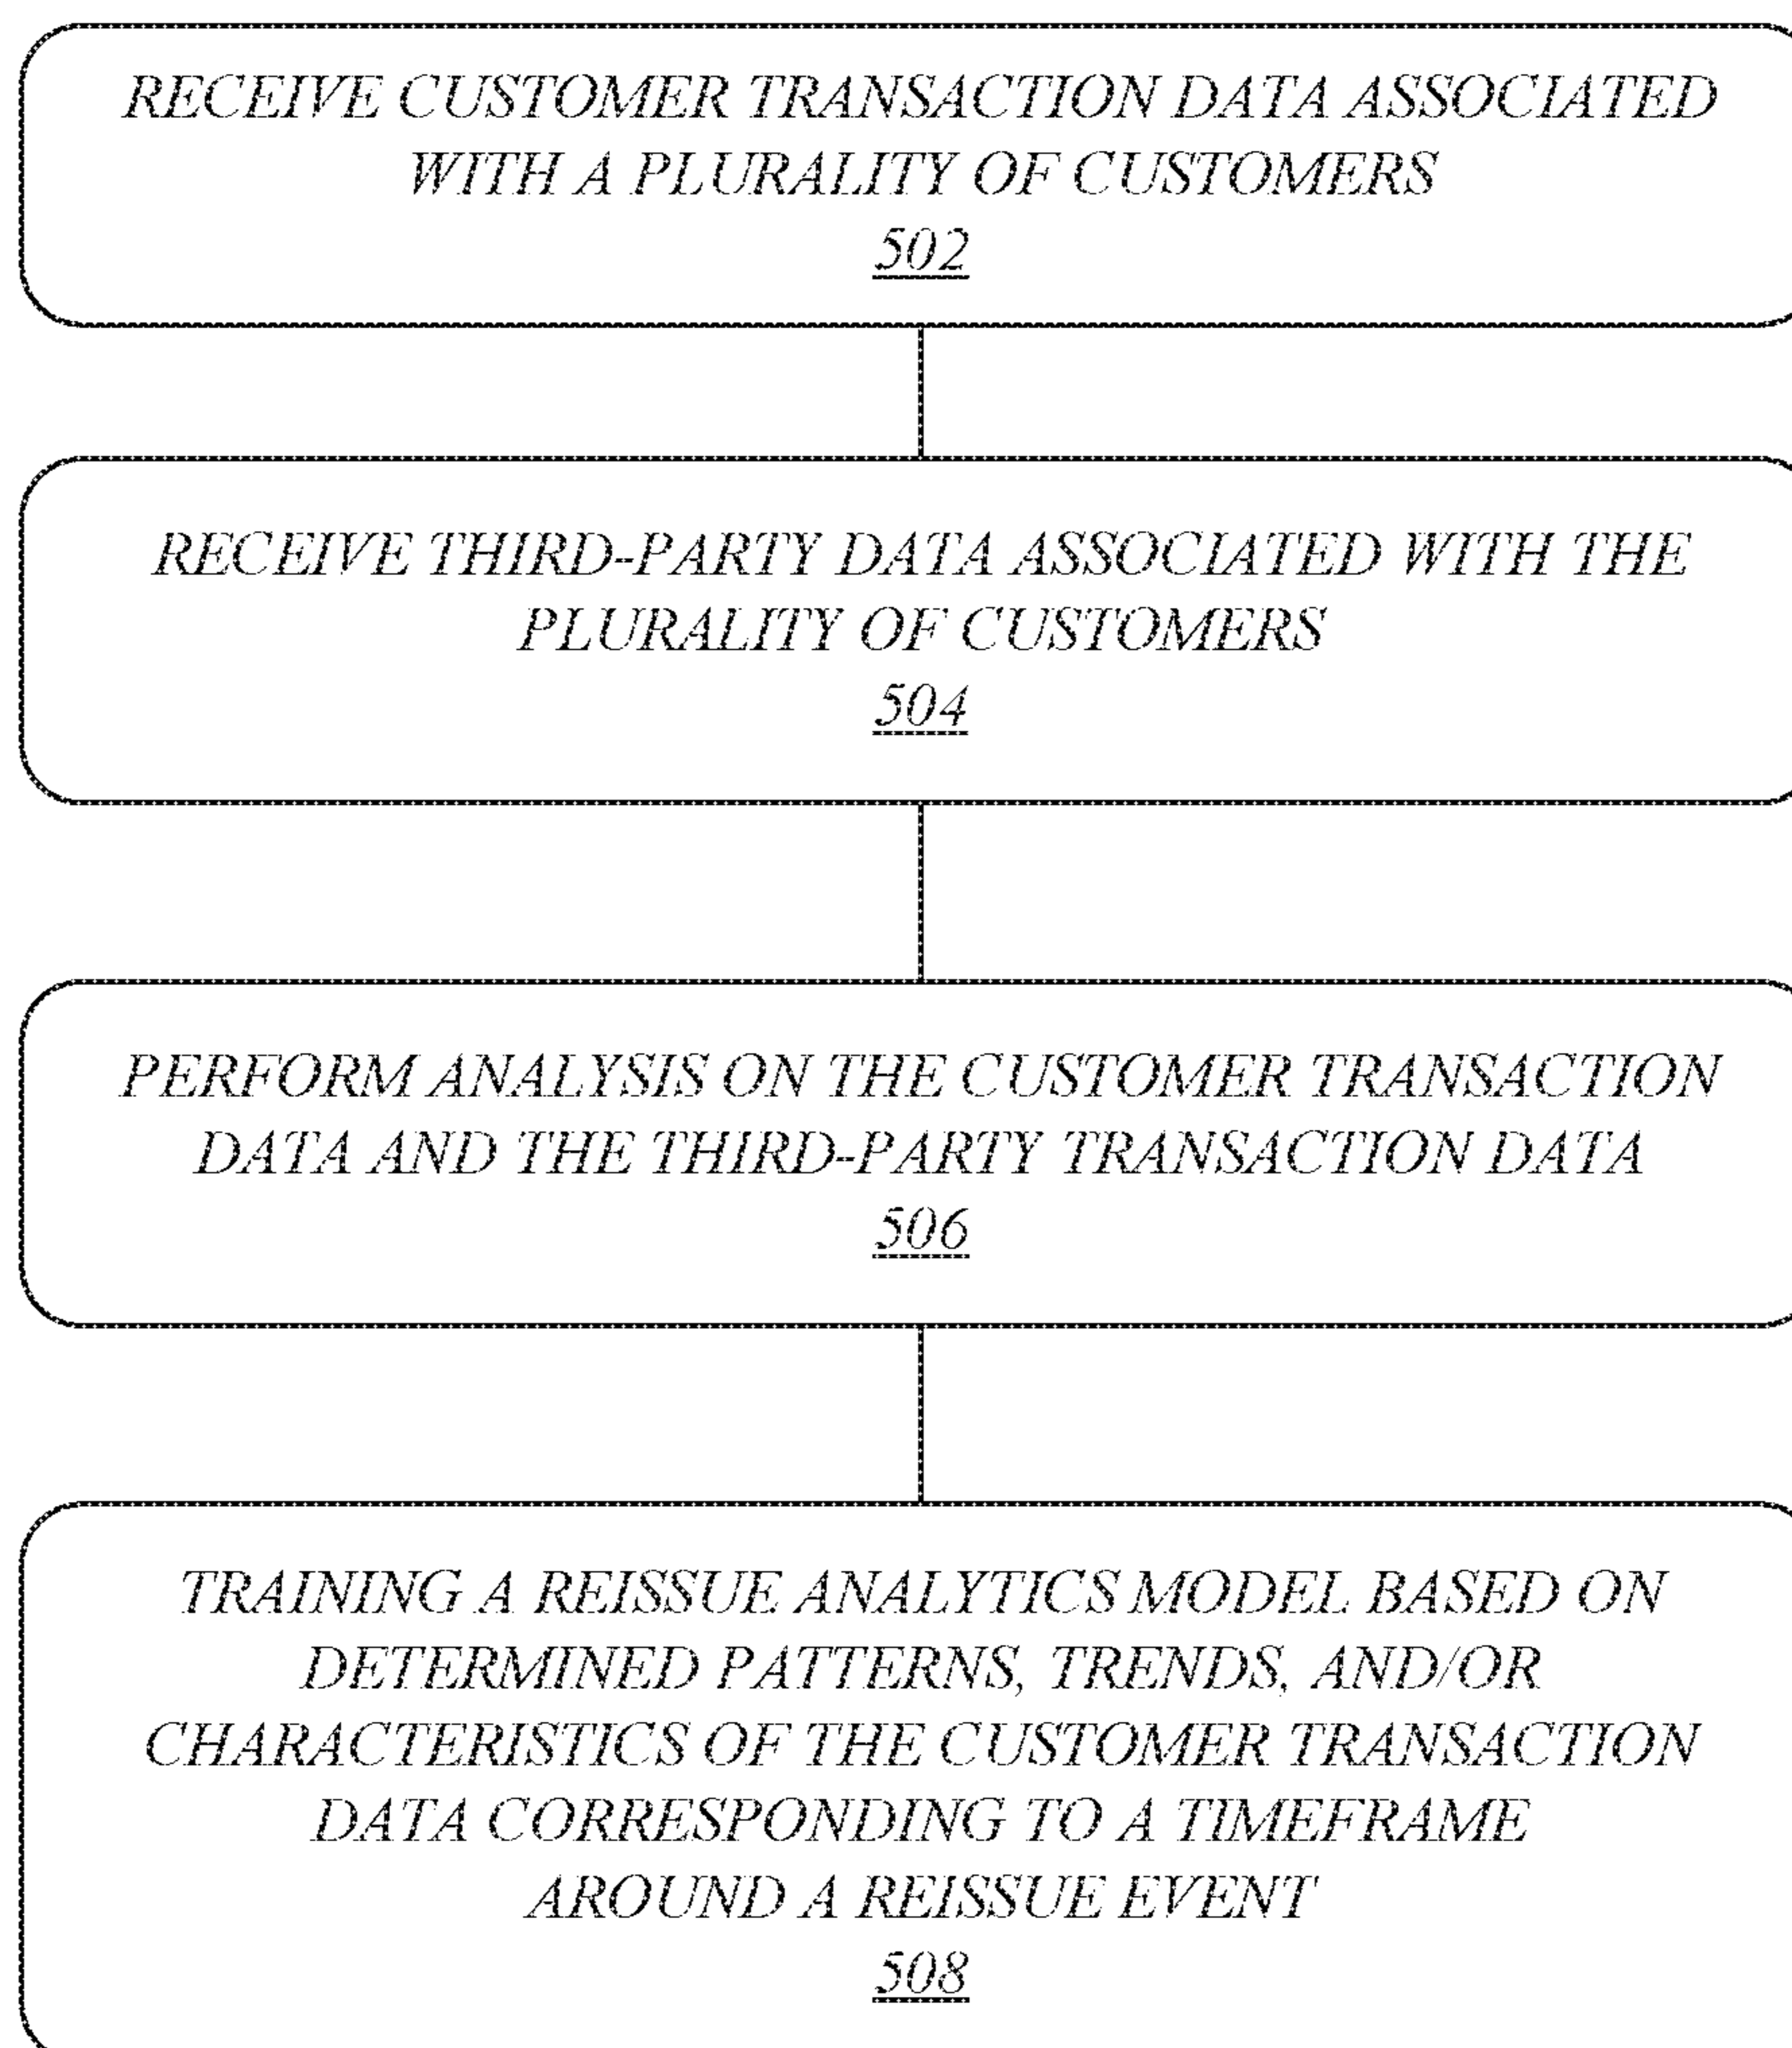 RECEIVE CUSTOMER TRANSACTION DATA ASSOCIATED
WITH A PLURALITY OF CUSTOMERS
502
RECEIVE THIRD-PARTY DATA ASSOCIATED WITH THE
PLURALITY OF CUSTOMERS
504
PERFORM ANALYSIS ON THE CUSTOMER TRANSACTION
DATA AND THE THIRD-PARTY TRANSACTION DATA
506
TRAINING A REISSUE ANALYTICS MODEL BASED ON
DETERMINED PATTERNS, TRENDS, AND/OR
CHARACTERISTICS OF THE CUSTOMER TRANSACTION
DATA CORRESPONDING TO A TIMEFRAME
AROUND A REISSUE EVENT
508